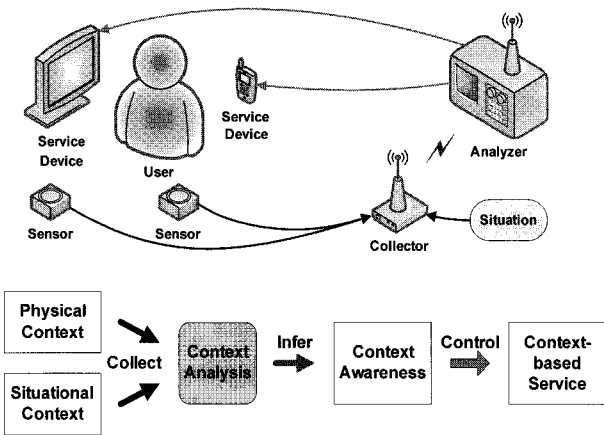 Service
Device
User
Service
Device
Analyzer
Sensor
Sensor
Collector
Situation
Physical
Context
Situational
Context
Collect
Context
Analysis
Infer
Context
Awareness
Control
Context-
based
Service